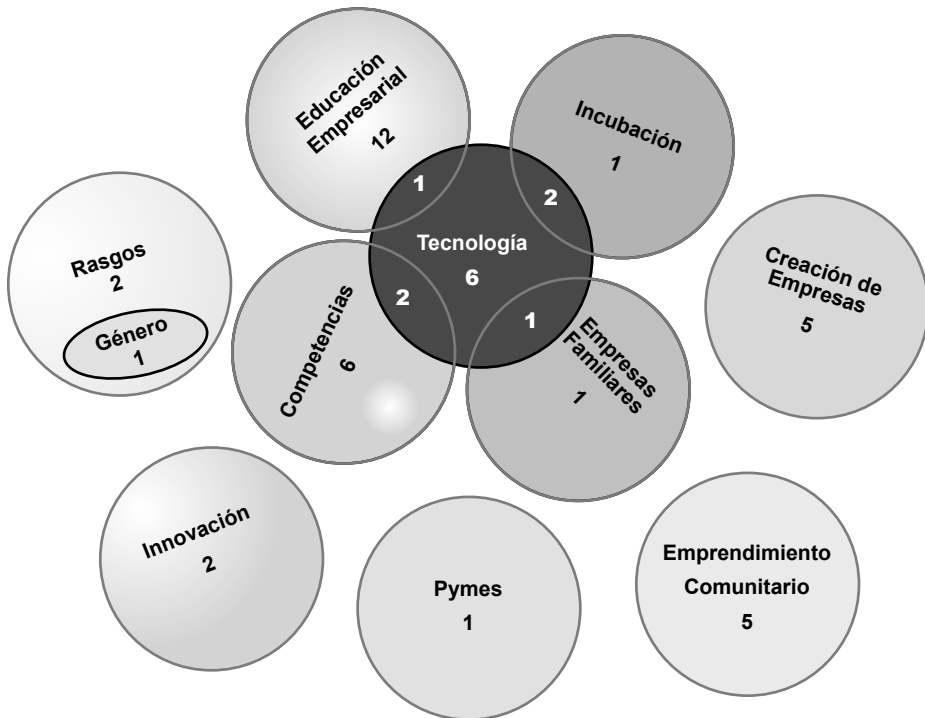 Educación
Empresarial
12
Incubación
1
1
2
Tecnología
6
Rasgos
2
Género
1
Creación de
Empresas
5
2
Competencias
6
1
Empresas
Familiares
1
Innovación
2
Pymes
1
Emprendimiento
Comunitario
5